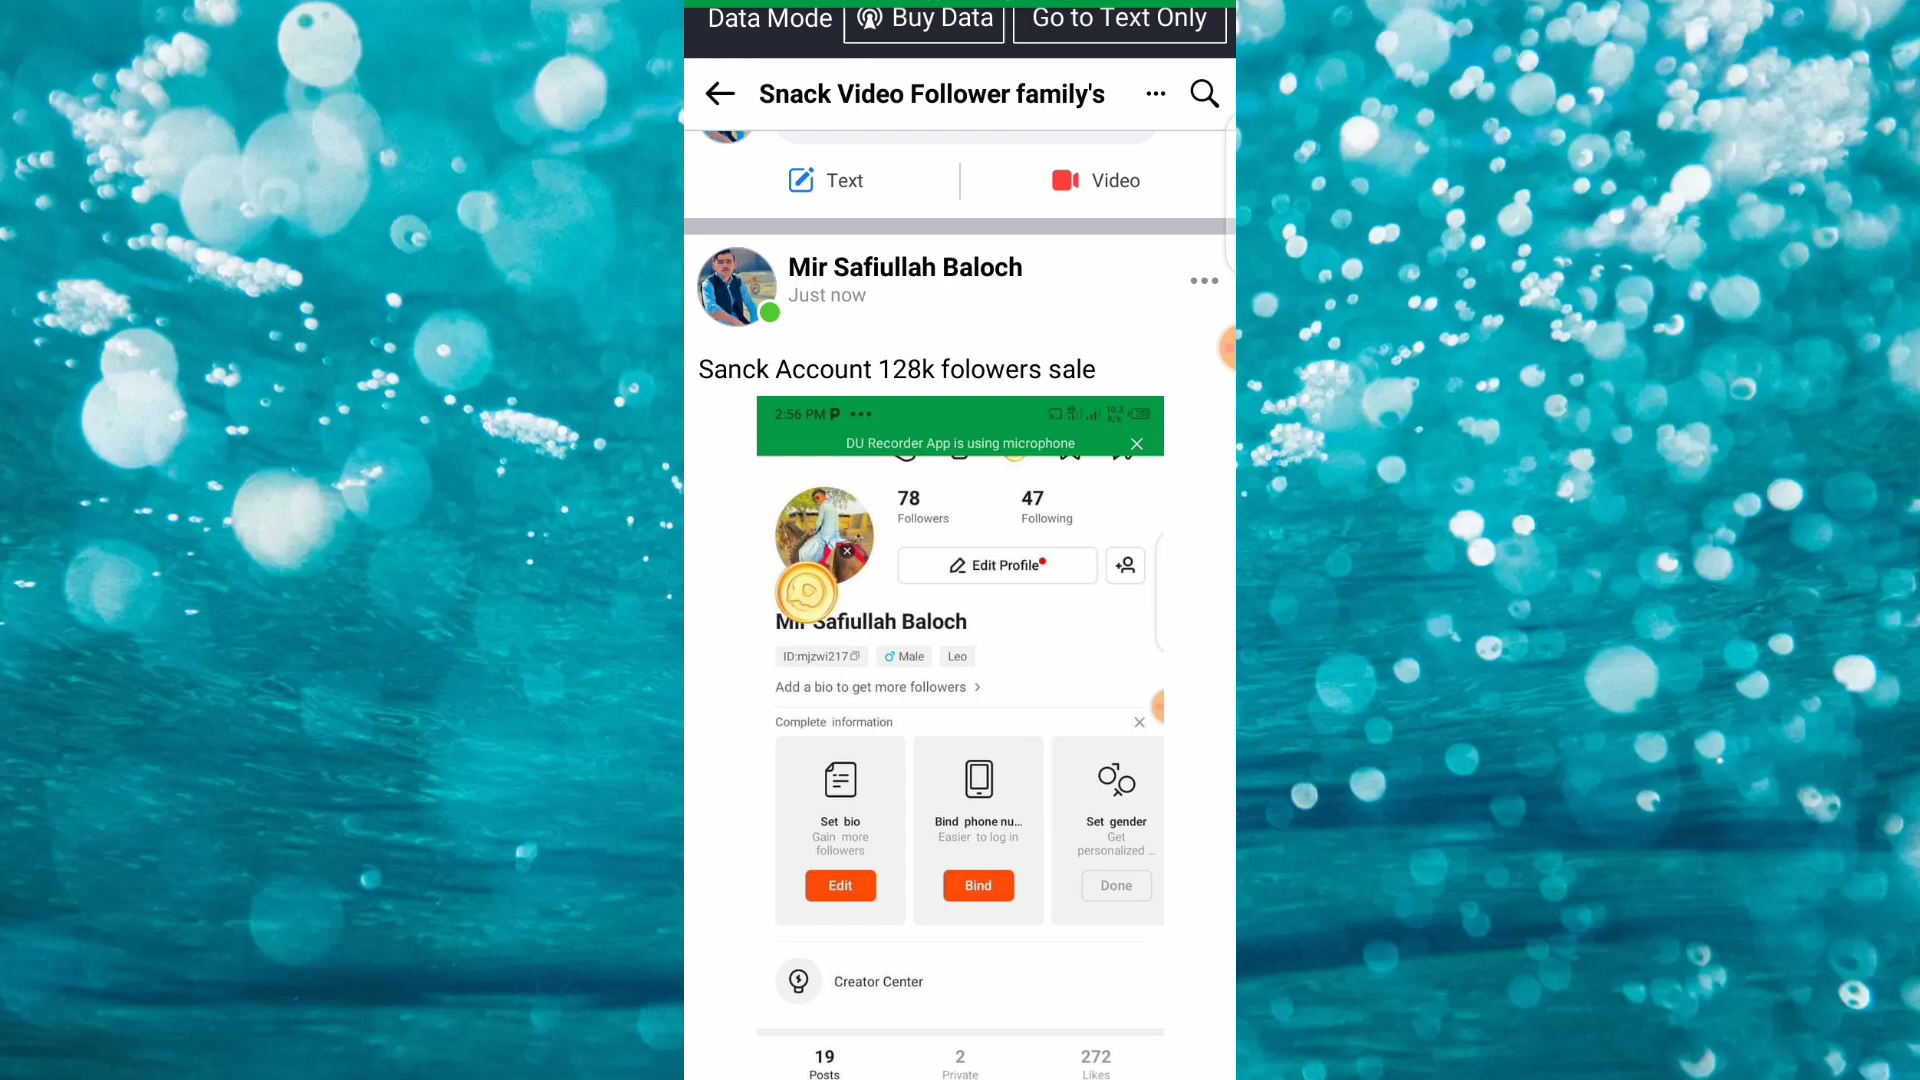 Data Mode Buy Data Go to Text Only
Snack Video Follower family's
Text Video
Mir Safiullah Baloch
Just now
Sanck Account 128k folowers sale
2:56 PM P
DU Recorder App is using microphone
78 47
Followers Following
Edit Profile
Mir Safiullah Baloch
ID:mjzwi217 Male Leo
Add a bio to get more followers
Complete information
Set bio Bind phone nu... Set gender
Gain more Easier to log in Get
followers personalized ...
Edit Bind Done
Creator Center
19 2 272
Posts Private Likes